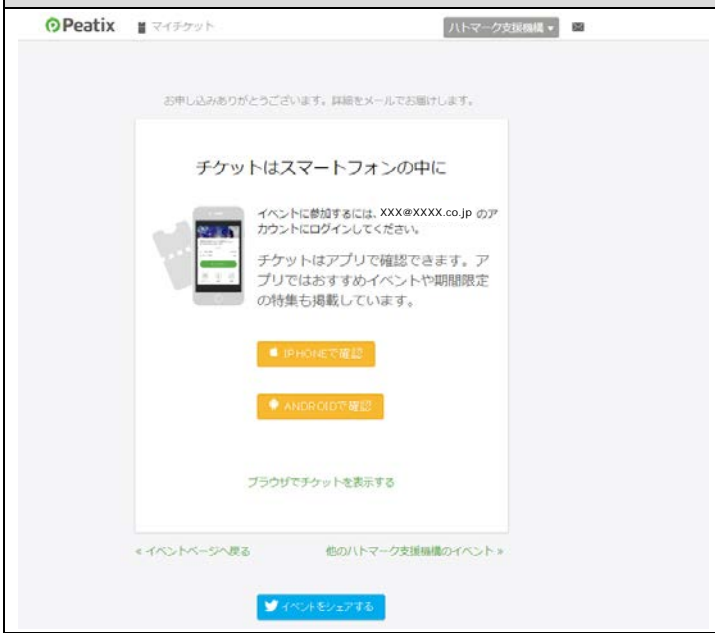 Peatix
マイチケット
ハトマーク支援機構
お申し込みありがとうございます。詳細をメールでお届けします。
チケットはスマートフォンの中に
イベントに参加するには、XXX@XXXX.co.jp のア
カウントにログインしてください。
チケットはアプリで確認できます。ア
プリではおすすめイベントや期間限定
の特集も掲載しています。
IPHONEで確認
ANDROIDで確認
ブラウザでチケットを表示する
« イベントページへ戻る
他のハトマーク支援機構のイベント »
イベントをシェアする